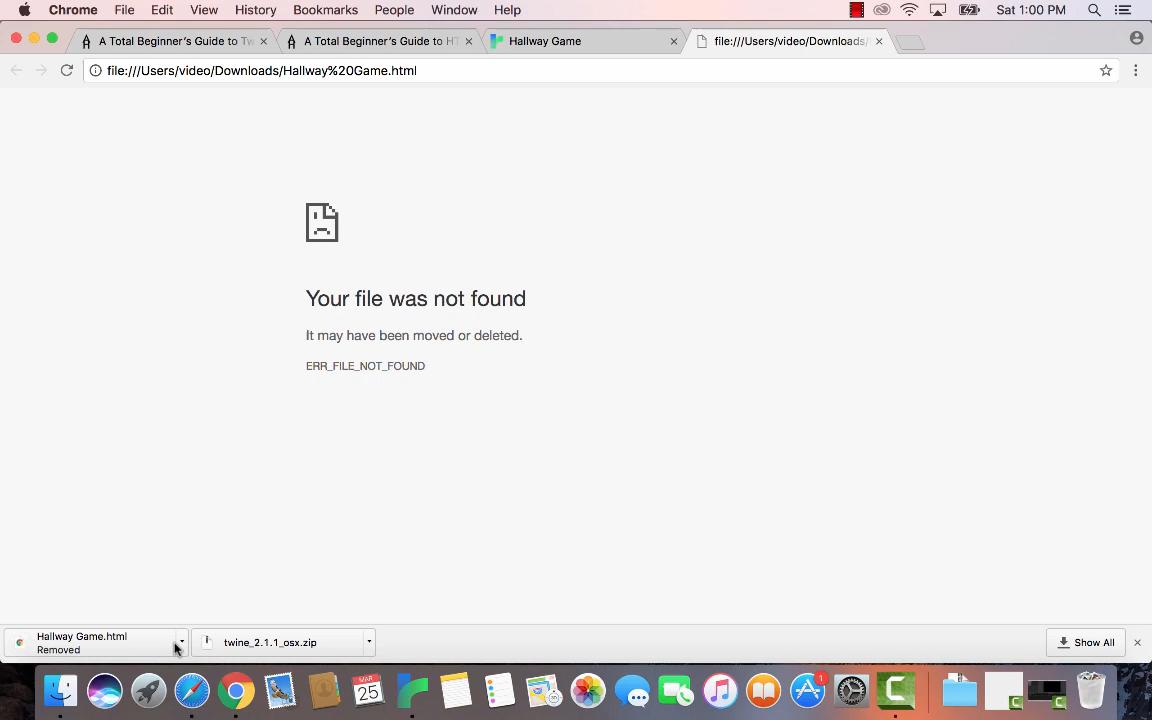 Chrome File Edit View History Bookmarks People Window Help Sat 1:00 PM
A Total Beginner's Guide to Tw
A Total Beginner's Guide to HT
Hallway Game
file:///Users/video/Downloads/
file:///Users/video/Downloads/Hallway%20Game.html
Your file was not found
It may have been moved or deleted.
ERR_FILE_NOT_FOUND
Hallway Game.html
Removed
twine_2.1.1_osx.zip
Show All
MAR
25
1